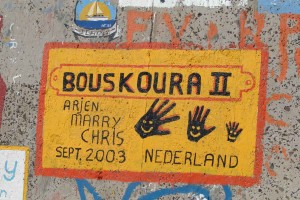 BOUSKOURA II
ARJEN
MARRY
CHRIS
SEPT. 2003 NEDERLAND